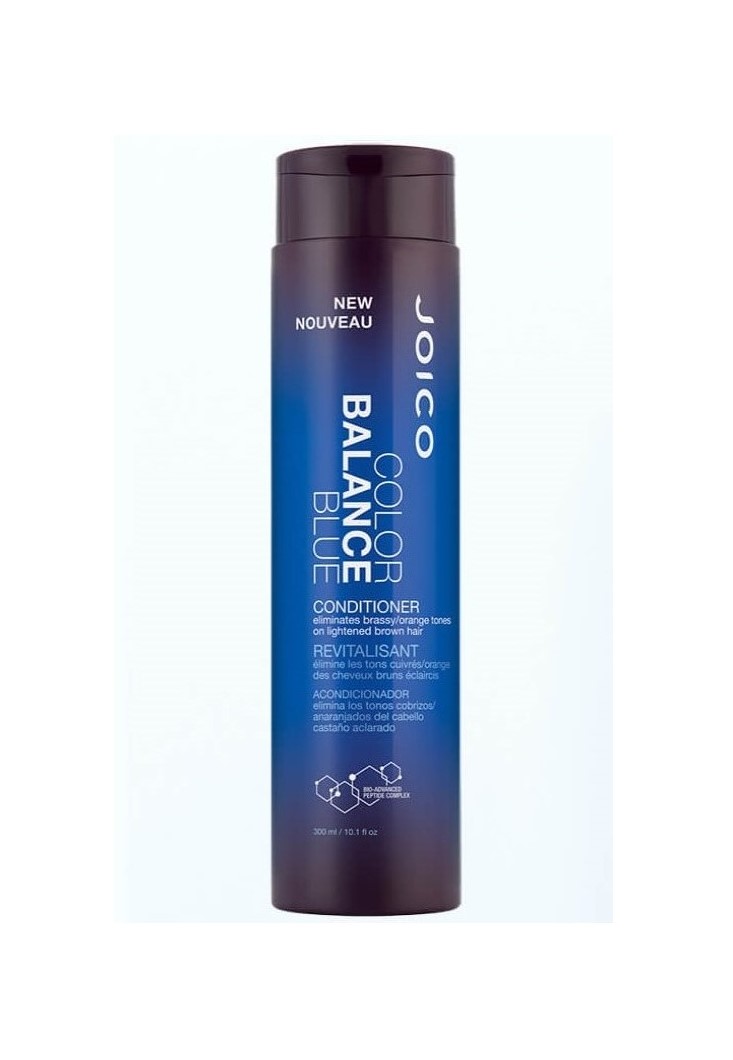 NEW
NOUVEAU
JOICO
COLOR
BALANCE
BLUE
CONDITIONER
eliminates brassy/orange tones
on lightened brown hair
REVITALISANT
élimine les tons cuivrés/orange
des cheveux bruns éclaircis
ACONDICIONADOR
elimina los tonos cobrizos/
anaranjados del cabello
castaño aclarado
BIO-ADVANCED
PEPTIDE COMPLEX
300 ml / 10.1 fl oz